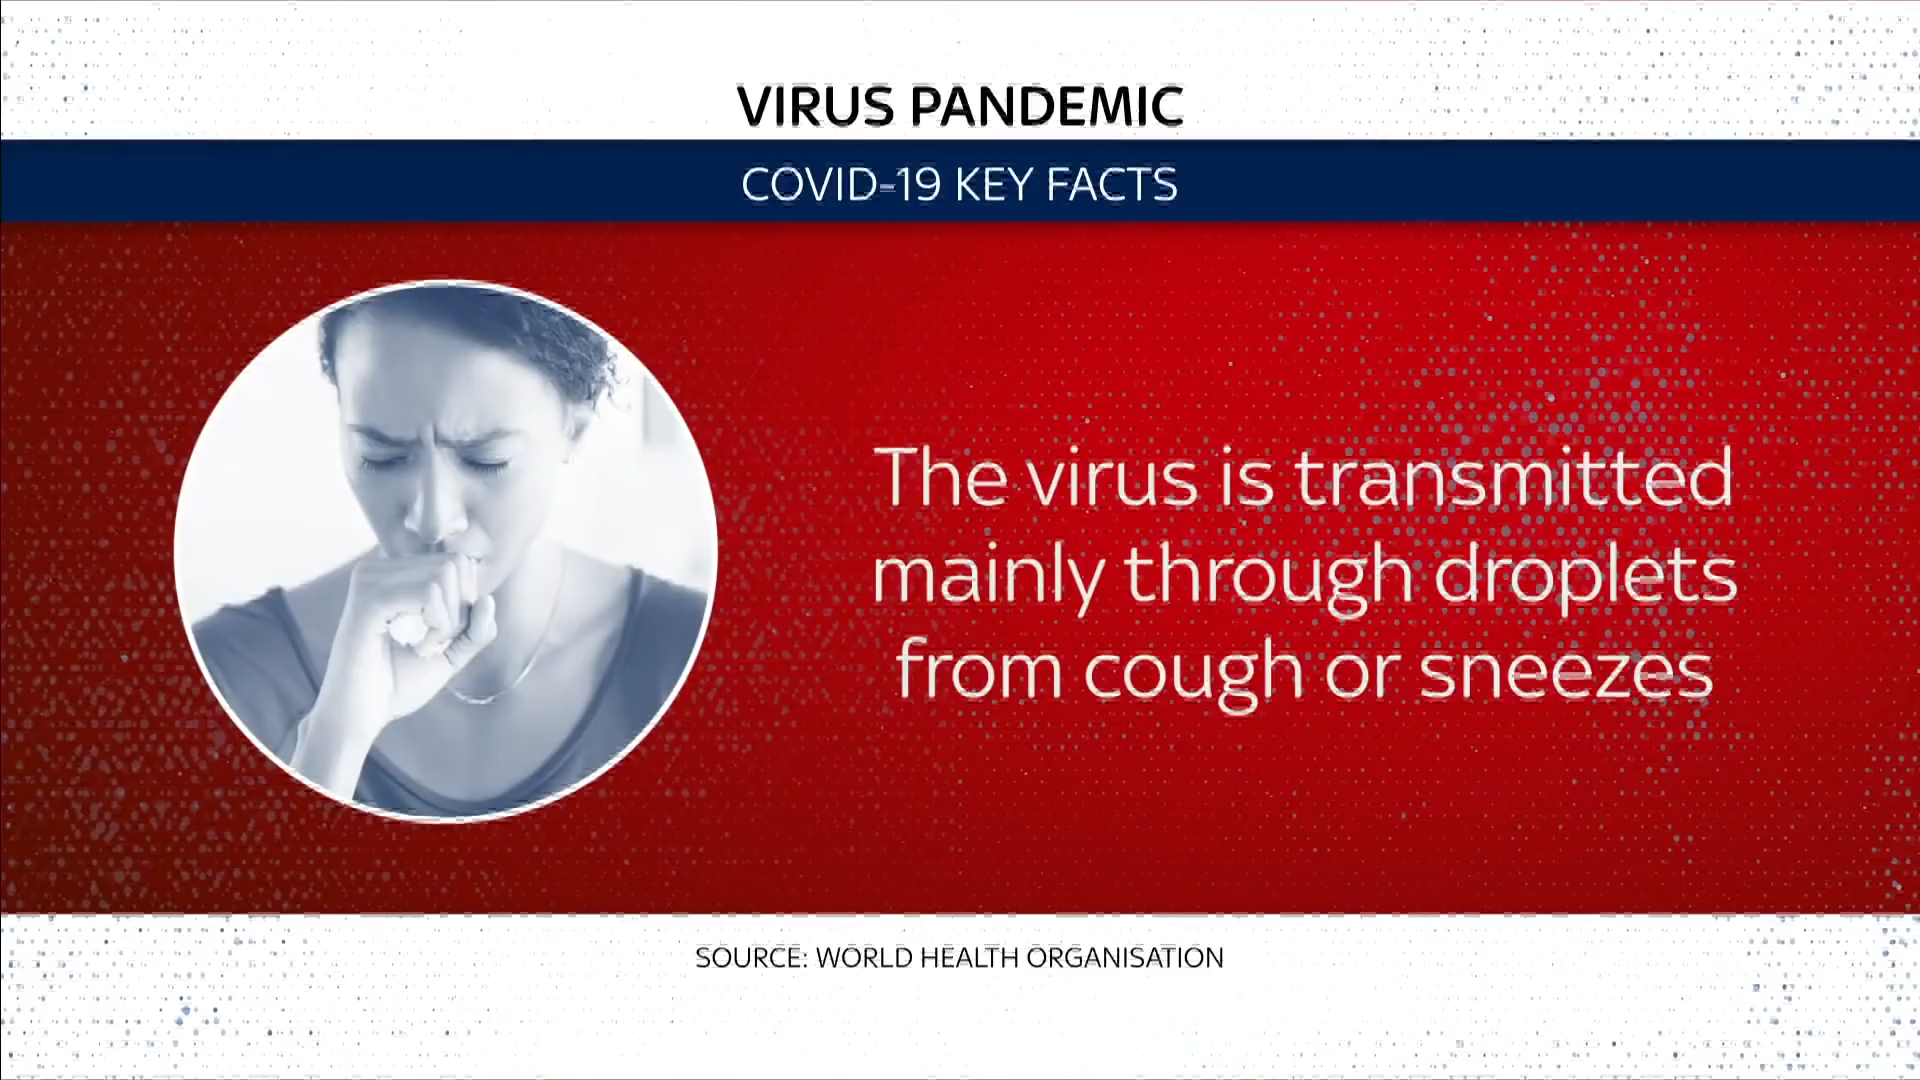 VIRUS PANDEMIC
COVID-19 KEY FACTS
The virus is transmitted
mainly through droplets
from cough or sneezes
SOURCE: WORLD HEALTH ORGANISATION